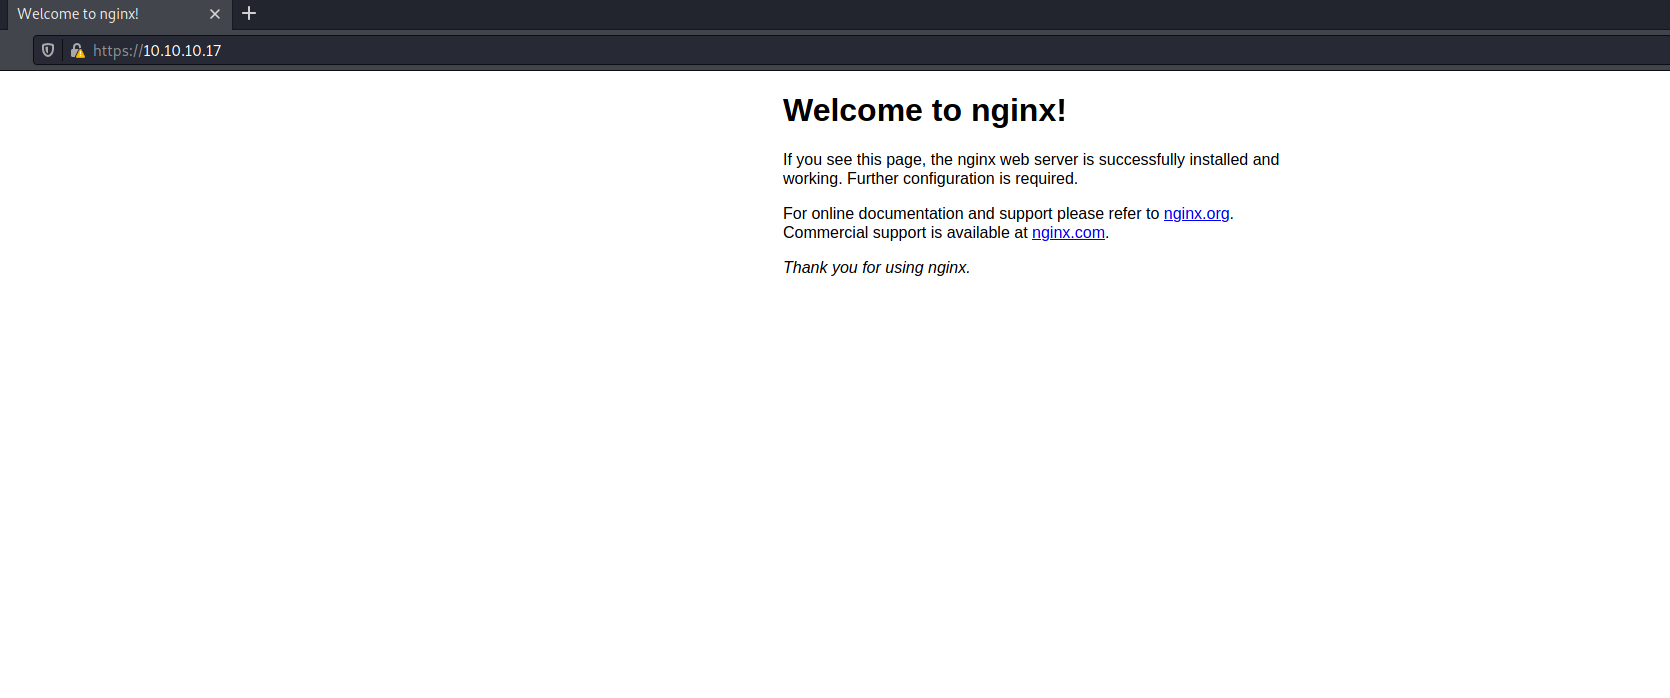 Welcome to nginx!
https://10.10.10.17
Welcome to nginx!
If you see this page, the nginx web server is successfully installed and
working. Further configuration is required.
For online documentation and support please refer to nginx.org.
Commercial support is available at nginx.com.
Thank you for using nginx.